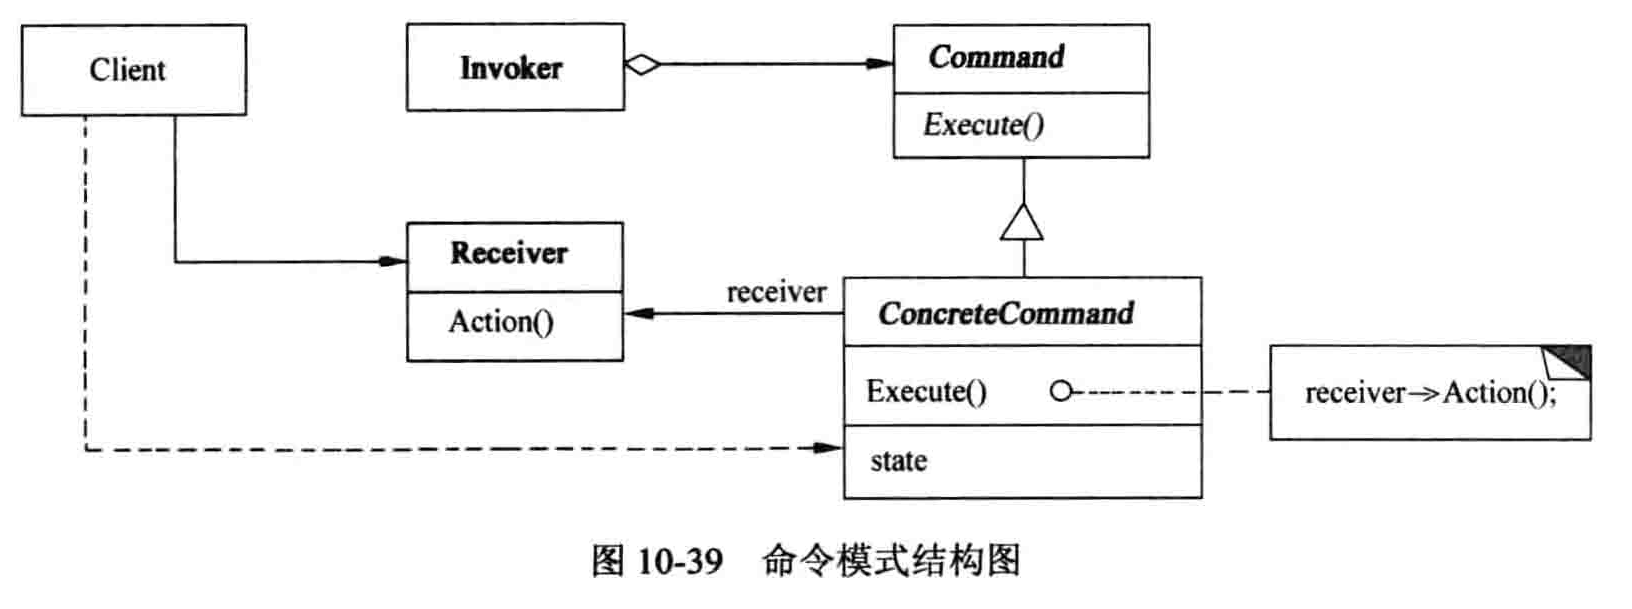 Client
Invoker
Command
Execute()
Receiver
Action()
receiver
ConcreteCommand
Execute()
state
receiver->Action();
图 10-39 命令模式结构图